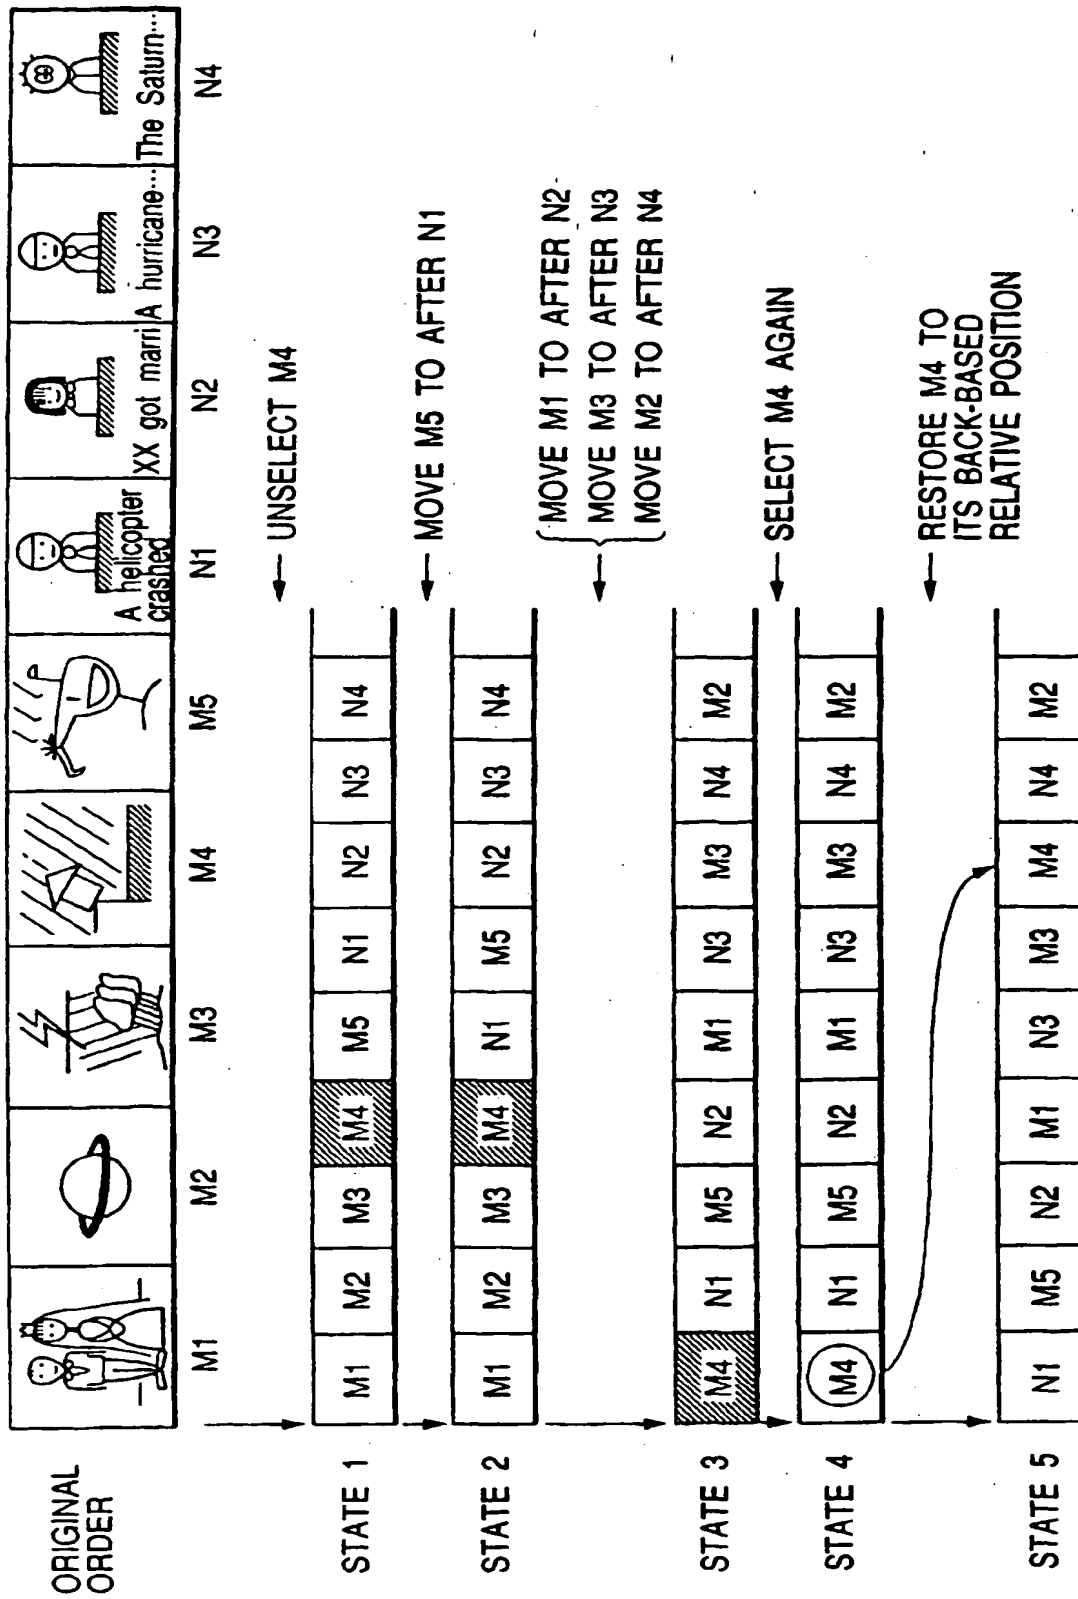 ORIGINAL
ORDER
A helicopter
crashed
XX got marri
A hurricane···
The Saturn···
M1 M2 M3 M4 M5 N1 N2 N3 N4
UNSELECT M4
STATE 1 M1 M2 M3 M4 M5 N1 N2 N3 N4
MOVE M5 TO AFTER N1
STATE 2 M1 M2 M3 M4 N1 M5 N2 N3 N4
MOVE M1 TO AFTER N2
MOVE M3 TO AFTER N3
MOVE M2 TO AFTER N4
STATE 3 M4 N1 M5 N2 M1 N3 M3 N4 M2
SELECT M4 AGAIN
STATE 4 M4 N1 M5 N2 M1 N3 M3 N4 M2
RESTORE M4 TO
ITS BACK-BASED
RELATIVE POSITION
STATE 5 N1 M5 N2 M1 N3 M3 M4 N4 M2